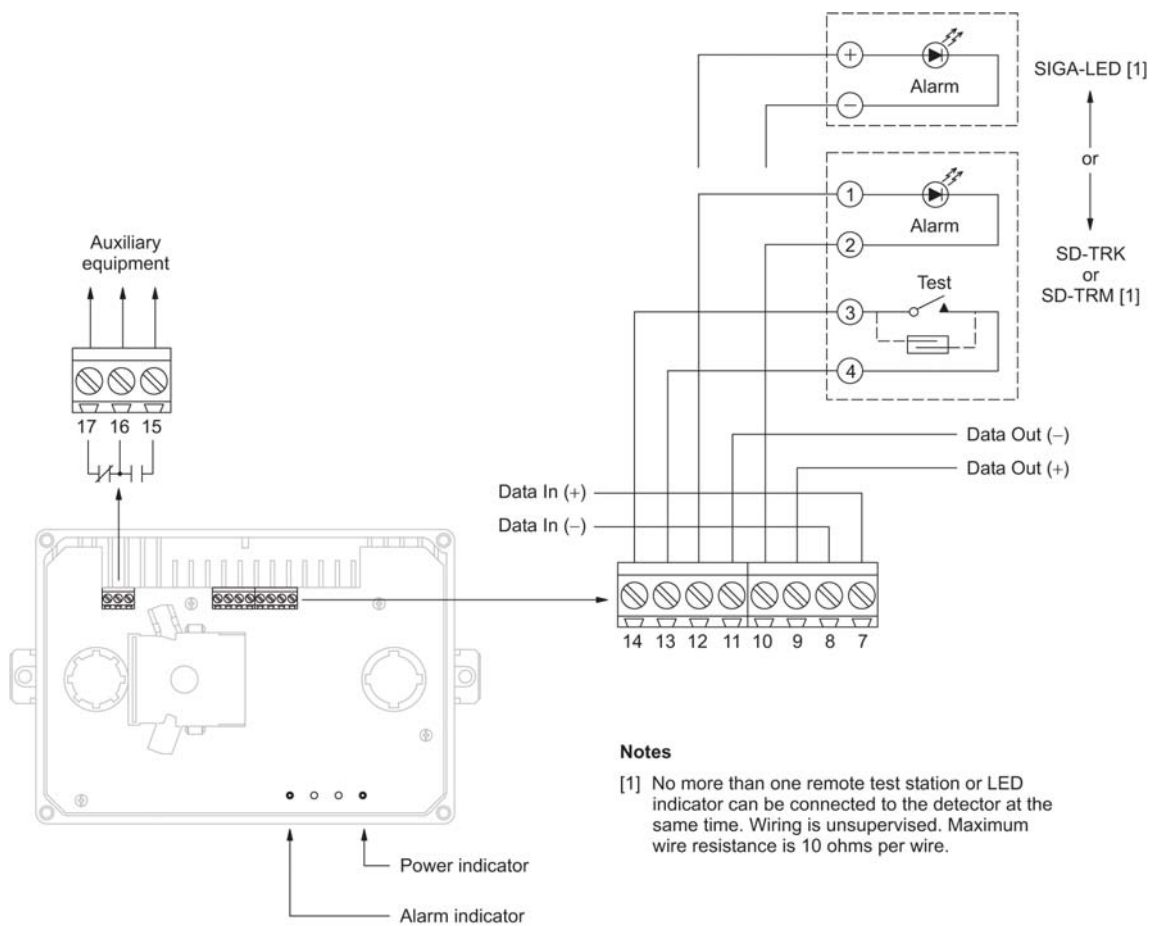 +
Alarm
−
SIGA-LED [1]
or
1
Alarm
2
SD-TRK
or
SD-TRM [1]
Test
3
4
Auxiliary
equipment
17 16 15
Data Out (−)
Data Out (+)
Data In (+)
Data In (−)
14 13 12 11 10 9 8 7
Power indicator
Alarm indicator
Notes
[1] No more than one remote test station or LED
indicator can be connected to the detector at the
same time. Wiring is unsupervised. Maximum
wire resistance is 10 ohms per wire.